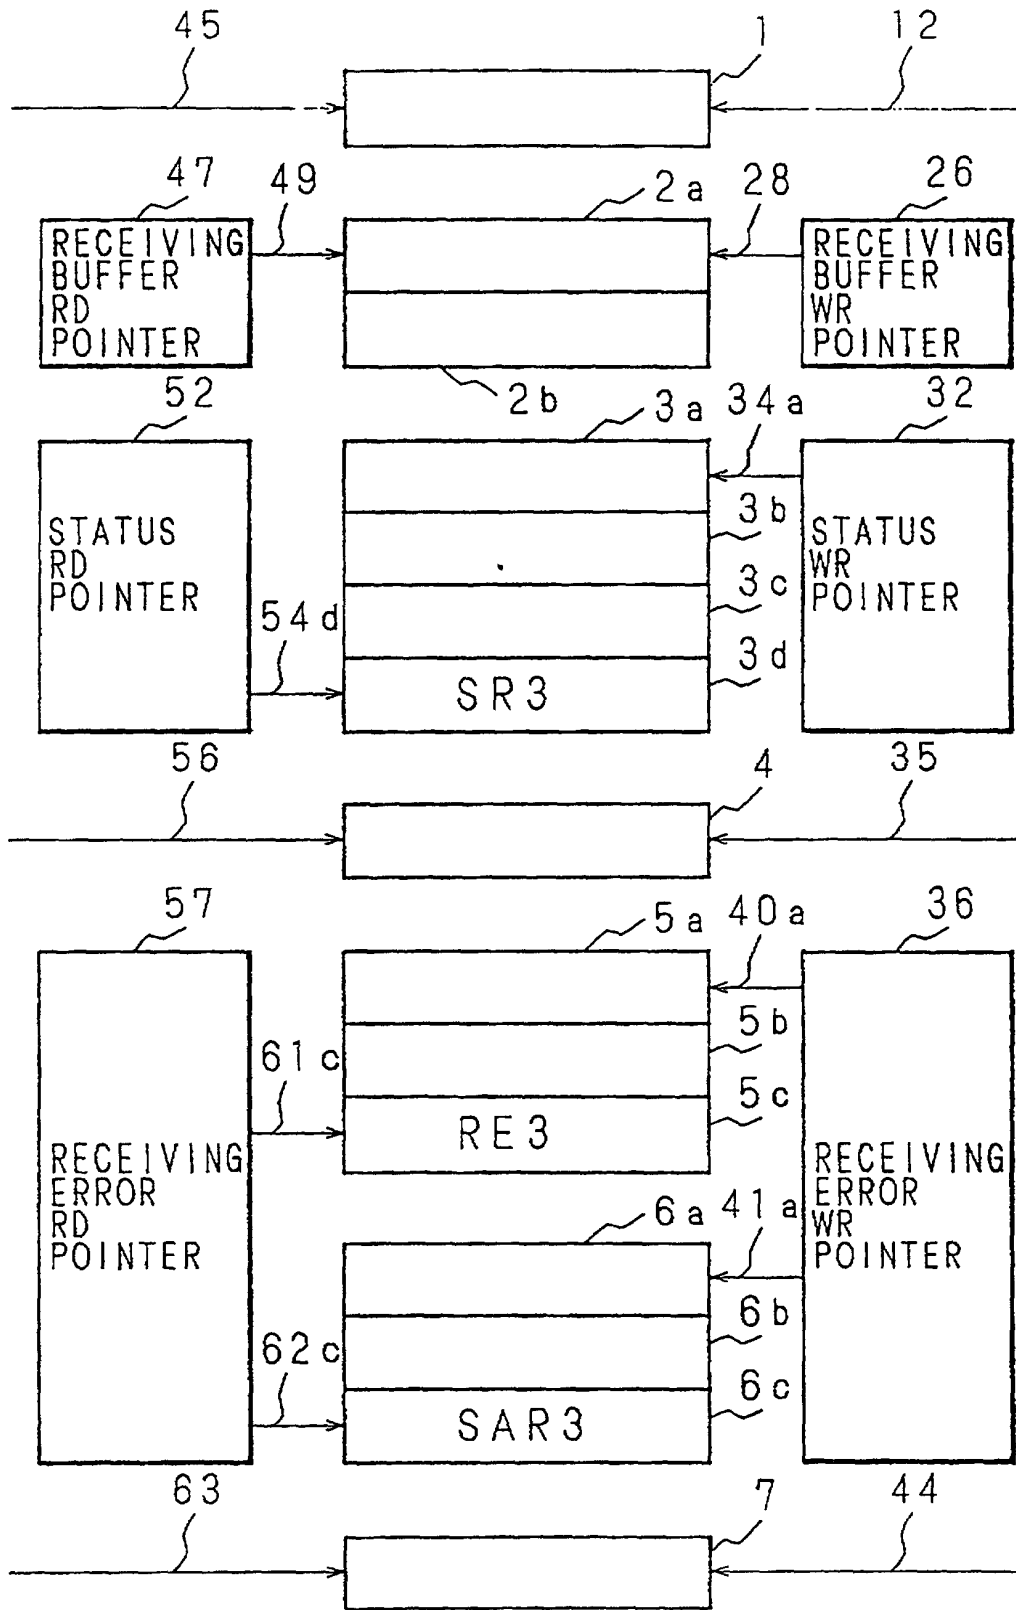 45
1
12
47
49
2a
28
26
RECEIVING
BUFFER
RD
POINTER
RECEIVING
BUFFER
WR
POINTER
2b
52
3a
34a
32
STATUS
RD
POINTER
3b
STATUS
WR
POINTER
3c
54d
3d
SR3
56
4
35
57
5a
40a
36
5b
61c
5c
RE3
RECEIVING
ERROR
RD
POINTER
RECEIVING
ERROR
WR
POINTER
6a
41a
6b
62c
6c
SAR3
63
7
44